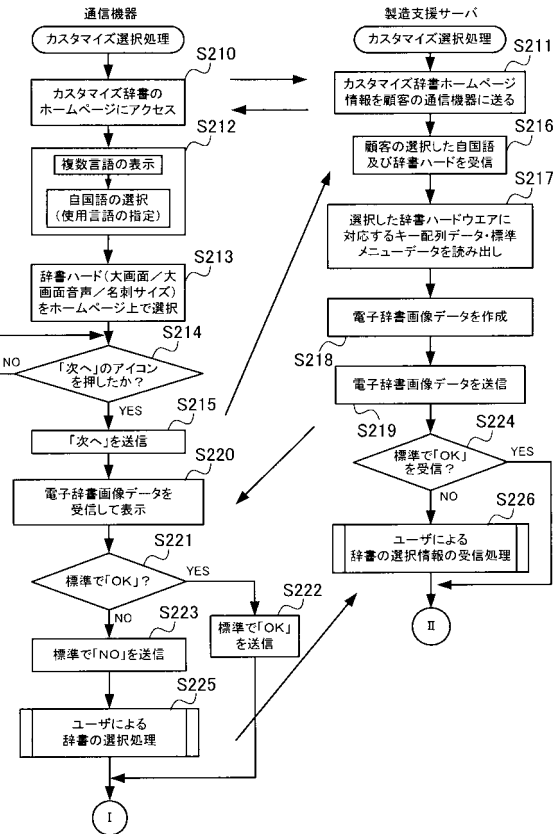 通信機器
カスタマイズ選択処理
S210
カスタマイズ辞書の
ホームページにアクセス
S212
複数言語の表示
自国語の選択
(使用言語の指定)
S213
辞書ハード(大画面/大
画面音声/名刺サイズ)
をホームページ上で選択
S214
NO
「次へ」のアイコン
を押したか?
YES
S215
「次へ」を送信
S220
電子辞書画像データを
受信して表示
S221
標準で「OK」?
YES
NO
S222
標準で「OK」
を送信
S223
標準で「NO」を送信
S225
ユーザによる
辞書の選択処理
I
製造支援サーバ
カスタマイズ選択処理
S211
カスタマイズ辞書ホームページ
情報を顧客の通信機器に送る
S216
顧客の選択した自国語
及び辞書ハードを受信
S217
選択した辞書ハードウエアに
対応するキー配列データ・標準
メニューデータを読み出し
電子辞書画像データを作成
S218
電子辞書画像データを送信
S219
S224
標準で「OK」
を受信?
YES
NO
S226
ユーザによる
辞書の選択情報の受信処理
II